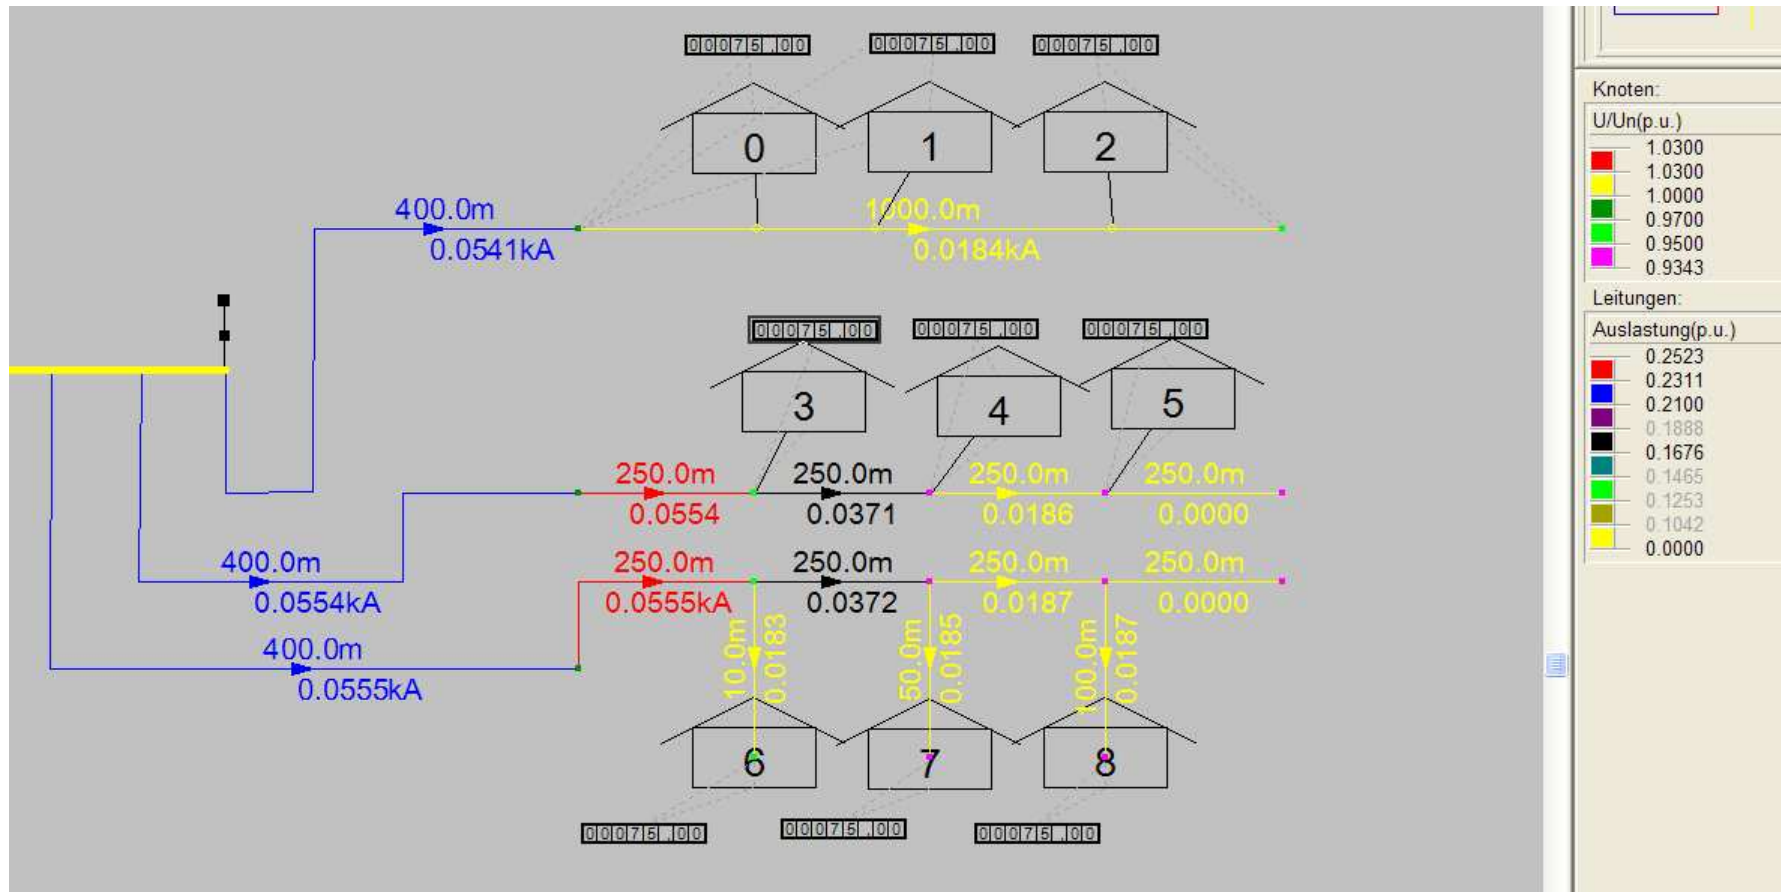 00075.00 00075.00 00075.00
0 1 2
400.0m 1000.0m
0.0541kA 0.0184kA
00075.00 00075.00 00075.00
3 4 5
250.0m 250.0m 250.0m 250.0m
0.0554 0.0371 0.0186 0.0000
400.0m 250.0m 250.0m 250.0m 250.0m
0.0554kA 0.0555kA 0.0372 0.0187 0.0000
400.0m
0.0555kA
10.0m 0.0183 50.0m 0.0185 100.0m 0.0187
6 7 8
00075.00 00075.00 00075.00
Knoten:
U/Un(p.u.)
1.0300
1.0300
1.0000
0.9700
0.9500
0.9343
Leitungen:
Auslastung(p.u.)
0.2523
0.2311
0.2100
0.1888
0.1676
0.1465
0.1253
0.1042
0.0000